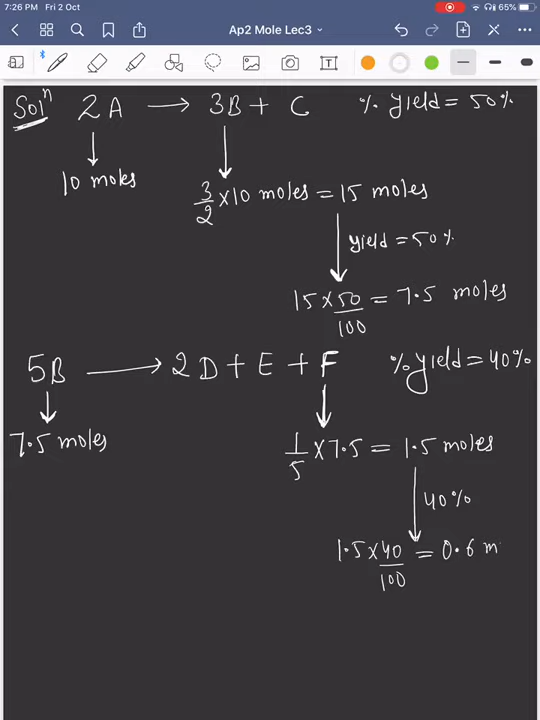 7:26 PM Fri 2 Oct 65%
Ap2 Mole Lec3
Solⁿ 2A → 3B + C % yield = 50%
10 moles
3/2 × 10 moles = 15 moles
yield = 50%
15 × 50/100 = 7.5 moles
5B → 2D + E + F % yield = 40%
7.5 moles
1/5 × 7.5 = 1.5 moles
40%
1.5 × 40/100 = 0.6 m